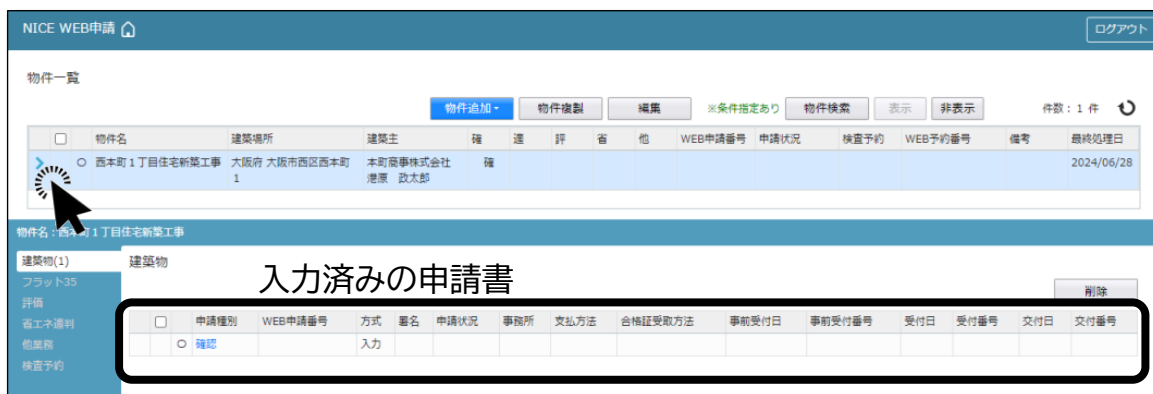 NICE WEB申請
ログアウト
物件一覧
物件追加 物件複製 編集 ※条件指定あり 物件検索 表示 非表示 件数：1 件
物件名 建築場所 建築主 確 適 評 省 他 WEB申請番号 申請状況 検査予約 WEB予約番号 備考 最終処理日
○ 西本町１丁目住宅新築工事 大阪府 大阪市西区西本町 本町商事株式会社 確 2024/06/28
1 港原 政太郎
物件名：西本町１丁目住宅新築工事
建築物(1) 建築物
入力済みの申請書
フラット35
削除
評価
省エネ適判
他業務
検査予約
申請種別 WEB申請番号 方式 署名 申請状況 事務所 支払方法 合格証受取方法 事前受付日 事前受付番号 受付日 受付番号 交付日 交付番号
○ 確認 入力